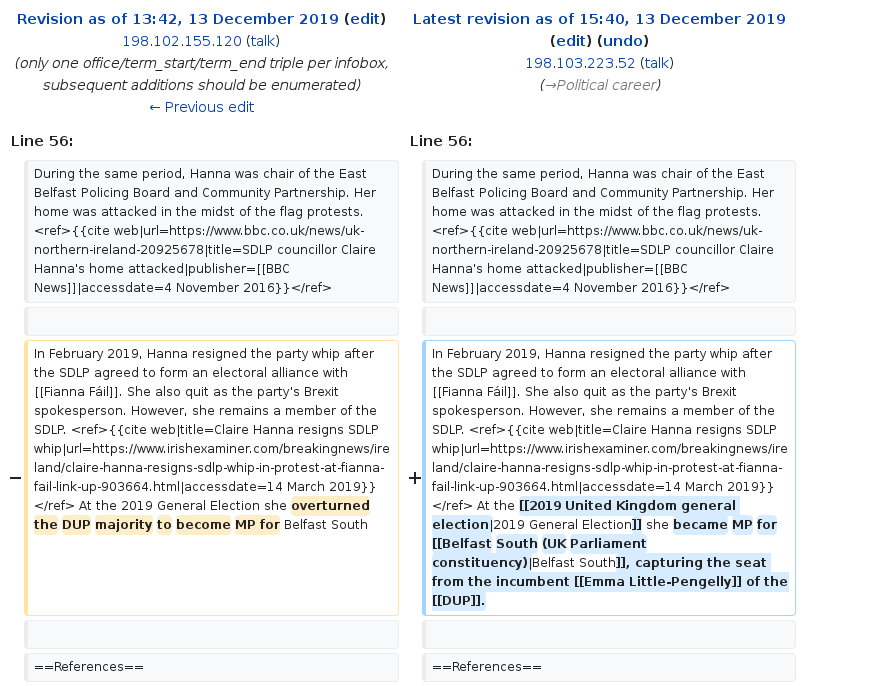 Revision as of 13:42, 13 December 2019 (edit)
198.102.155.120 (talk)
(only one office/term_start/term_end triple per infobox,
subsequent additions should be enumerated)
← Previous edit
Latest revision as of 15:40, 13 December 2019
(edit) (undo)
198.103.223.52 (talk)
(→Political career)
Line 56:
Line 56:
During the same period, Hanna was chair of the East
Belfast Policing Board and Community Partnership. Her
home was attacked in the midst of the flag protests.
<ref>{{cite web|url=https://www.bbc.co.uk/news/uk-
northern-ireland-20925678|title=SDLP councillor Claire
Hanna's home attacked|publisher=[[BBC
News]]|accessdate=4 November 2016}}</ref>
During the same period, Hanna was chair of the East
Belfast Policing Board and Community Partnership. Her
home was attacked in the midst of the flag protests.
<ref>{{cite web|url=https://www.bbc.co.uk/news/uk-
northern-ireland-20925678|title=SDLP councillor Claire
Hanna's home attacked|publisher=[[BBC
News]]|accessdate=4 November 2016}}</ref>
−
In February 2019, Hanna resigned the party whip after
the SDLP agreed to form an electoral alliance with
[[Fianna Fáil]]. She also quit as the party's Brexit
spokesperson. However, she remains a member of the
SDLP. <ref>{{cite web|title=Claire Hanna resigns SDLP
whip|url=https://www.irishexaminer.com/breakingnews/ire
land/claire-hanna-resigns-sdlp-whip-in-protest-at-fianna-
fail-link-up-903664.html|accessdate=14 March 2019}}
</ref> At the 2019 General Election she overturned
the DUP majority to become MP for Belfast South
+
In February 2019, Hanna resigned the party whip after
the SDLP agreed to form an electoral alliance with
[[Fianna Fáil]]. She also quit as the party's Brexit
spokesperson. However, she remains a member of the
SDLP. <ref>{{cite web|title=Claire Hanna resigns SDLP
whip|url=https://www.irishexaminer.com/breakingnews/ire
land/claire-hanna-resigns-sdlp-whip-in-protest-at-fianna-
fail-link-up-903664.html|accessdate=14 March 2019}}
</ref> At the [[2019 United Kingdom general
election|2019 General Election]] she became MP for
[[Belfast South (UK Parliament
constituency)|Belfast South]], capturing the seat
from the incumbent [[Emma Little-Pengelly]] of the
[[DUP]].
==References==
==References==